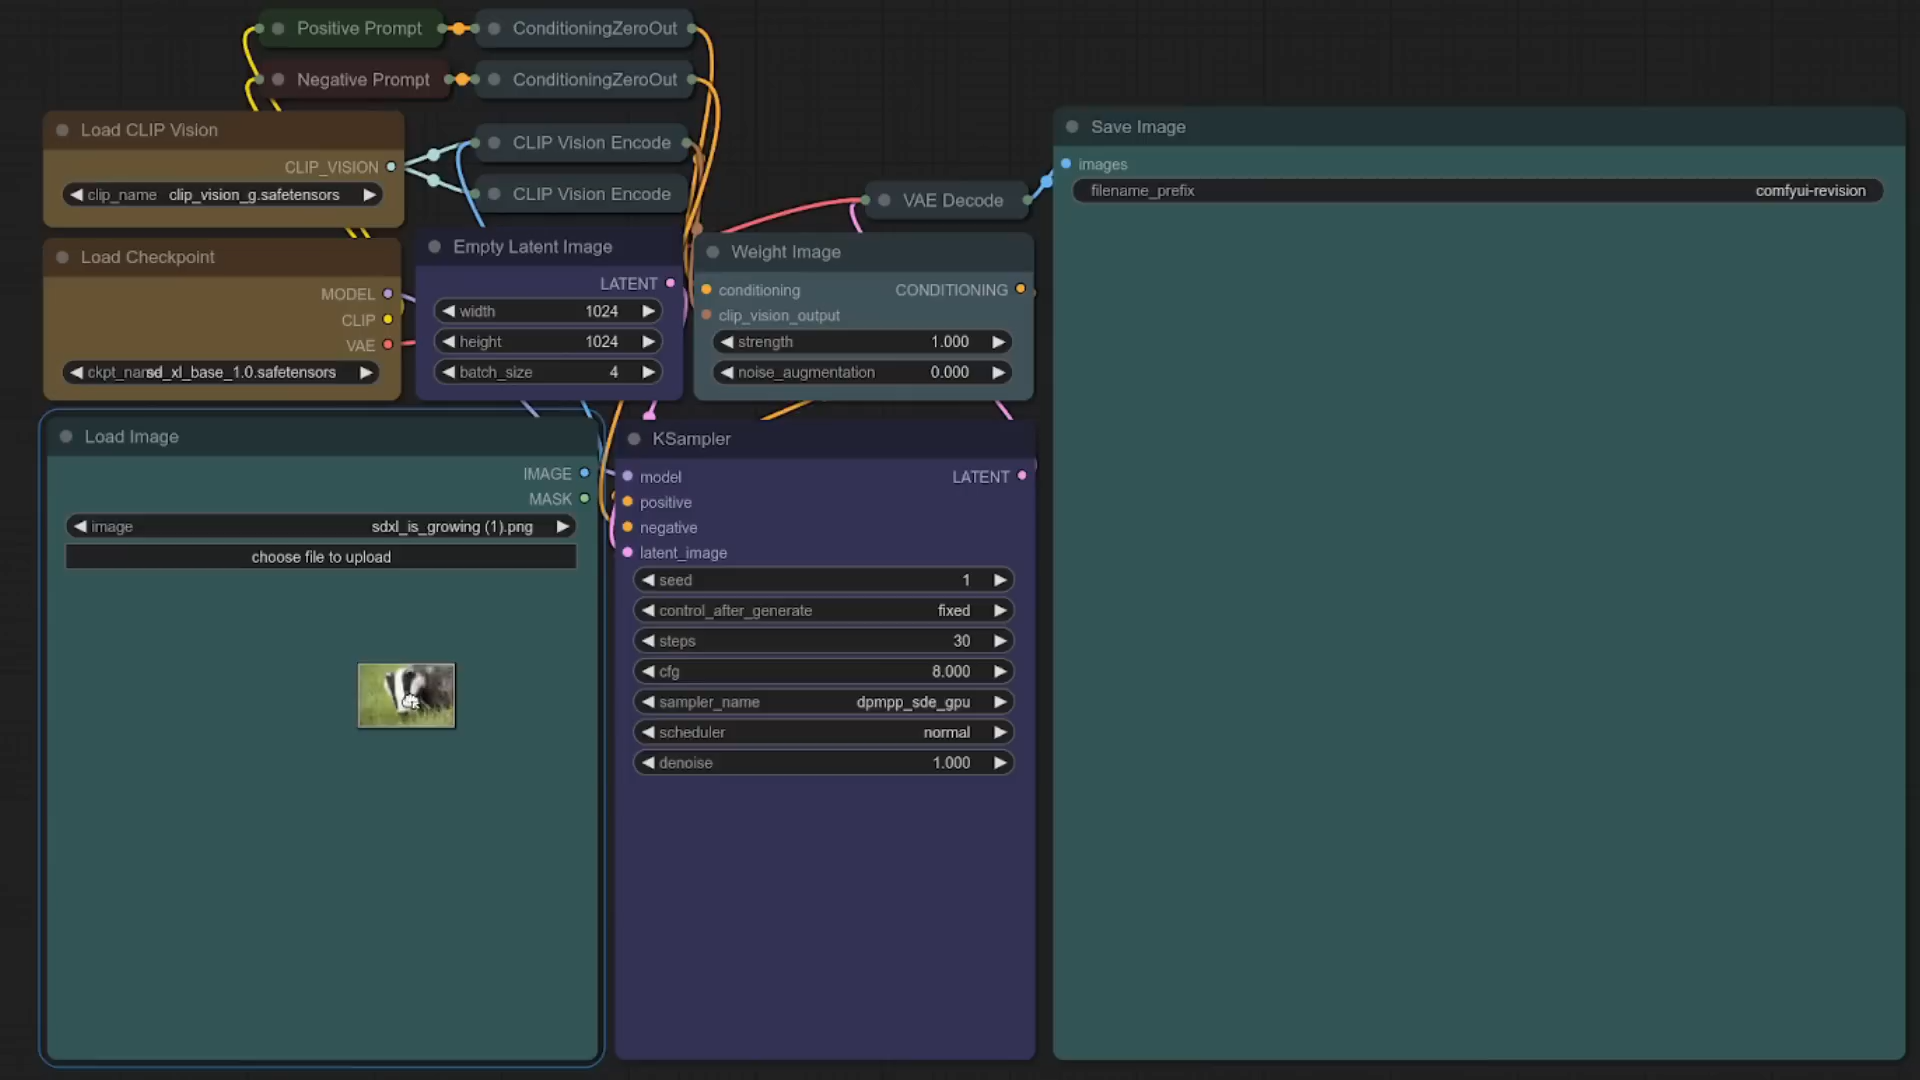 Positive Prompt
ConditioningZeroOut
Negative Prompt
ConditioningZeroOut
Load CLIP Vision
CLIP_VISION
clip_name clip_vision_g.safetensors
CLIP Vision Encode
CLIP Vision Encode
Load Checkpoint
MODEL
CLIP
VAE
ckpt_name sd_xl_base_1.0.safetensors
Empty Latent Image
LATENT
width 1024
height 1024
batch_size 4
VAE Decode
Weight Image
conditioning CONDITIONING
clip_vision_output
strength 1.000
noise_augmentation 0.000
Save Image
images
filename_prefix comfyui-revision
Load Image
IMAGE
MASK
image sdxl_is_growing (1).png
choose file to upload
KSampler
model LATENT
positive
negative
latent_image
seed 1
control_after_generate fixed
steps 30
cfg 8.000
sampler_name dpmpp_sde_gpu
scheduler normal
denoise 1.000